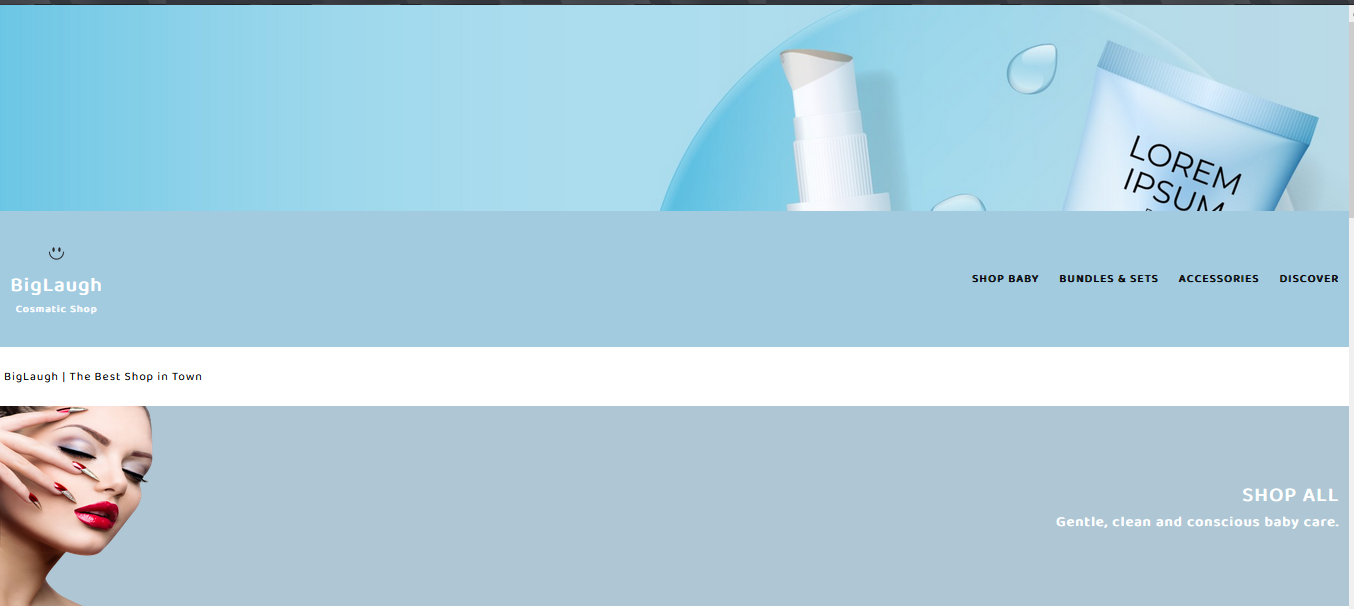 LOREM
IPSUM
BigLaugh
Cosmatic Shop
SHOP BABY BUNDLES & SETS ACCESSORIES DISCOVER
BigLaugh | The Best Shop in Town
SHOP ALL
Gentle, clean and conscious baby care.